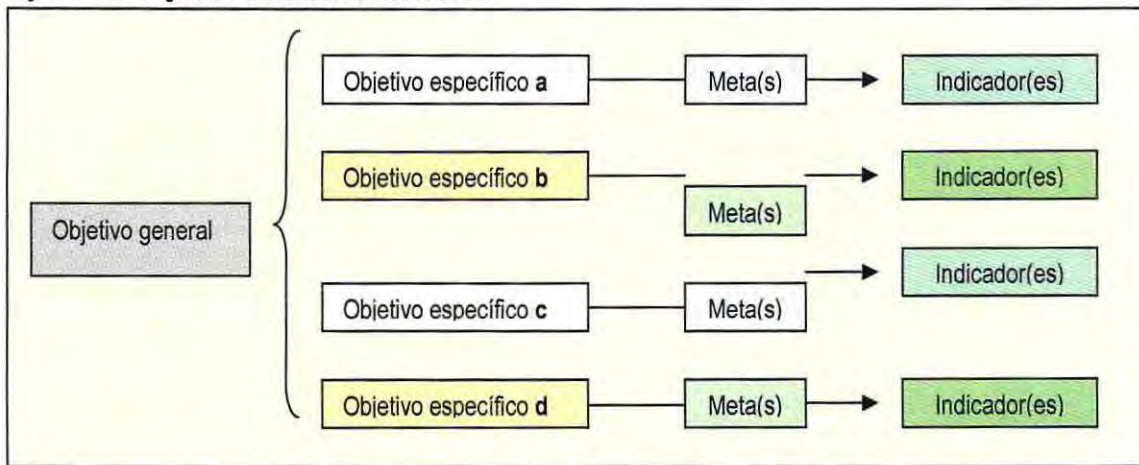 Objetivo específico a Meta(s) Indicador(es)
Objetivo específico b Indicador(es)
Meta(s)
Objetivo general
Indicador(es)
Objetivo específico c Meta(s)
Objetivo específico d Meta(s) Indicador(es)